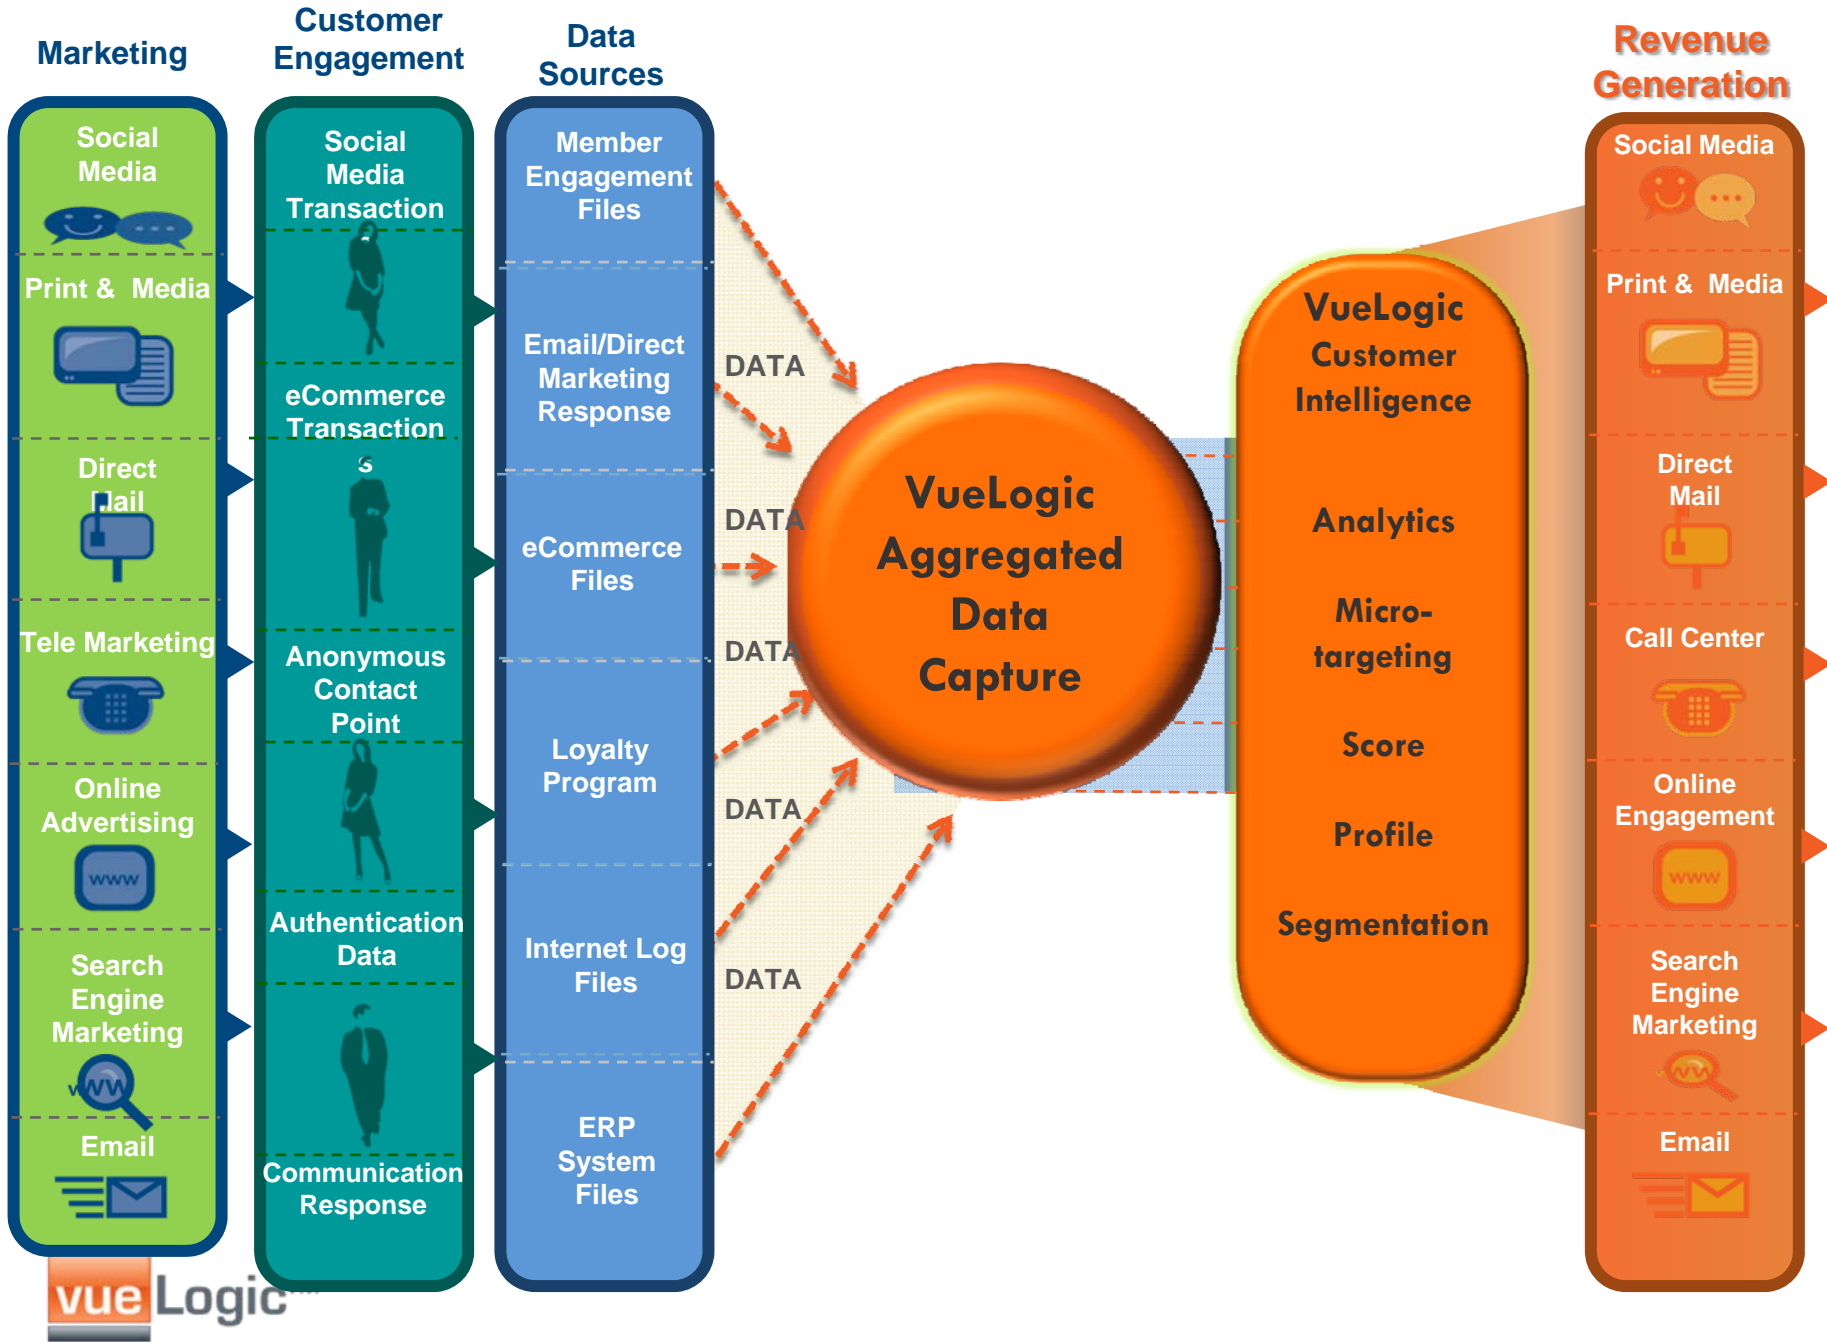 Marketing
Social
Media
Print &  Media
Direct
Mail
Tele Marketing
Online
Advertising
www
Search
Engine
Marketing
www
Email
Customer
Engagement
Social
Media
Transaction
s
eCommerce
Transaction
s
Anonymous
Contact
Point
Authentication
Data
Communication
Response
Data
Sources
Member
Engagement
Files
Email/Direct
Marketing
Response
eCommerce
Files
Loyalty
Program
Internet Log
Files
ERP
System
Files
DATA
DATA
DATA
DATA
DATA
VueLogic
Aggregated
Data
Capture
VueLogic
Customer
Intelligence
Analytics
Micro-
targeting
Score
Profile
Segmentation
Revenue
Generation
Social Media
Print &  Media
Direct
Mail
Call Center
Online
Engagement
www
Search
Engine
Marketing
www
Email
vueLogic